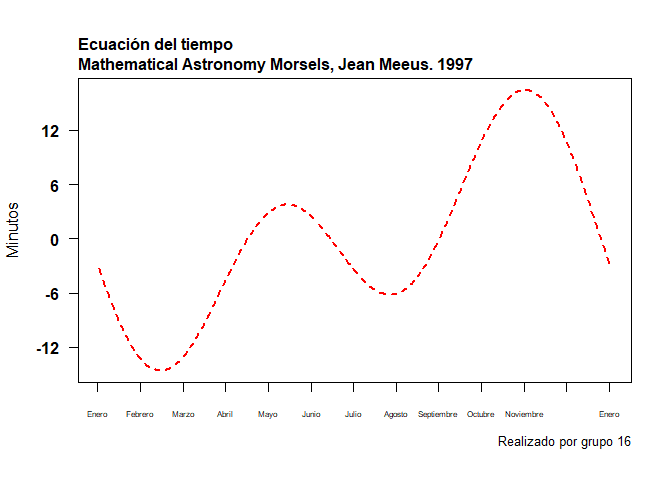 Ecuación del tiempo
Mathematical Astronomy Morsels, Jean Meeus. 1997
Minutos
12
6
0
-6
-12
Enero Febrero Marzo Abril Mayo Junio Julio Agosto Septiembre Octubre Noviembre Enero
Realizado por grupo 16